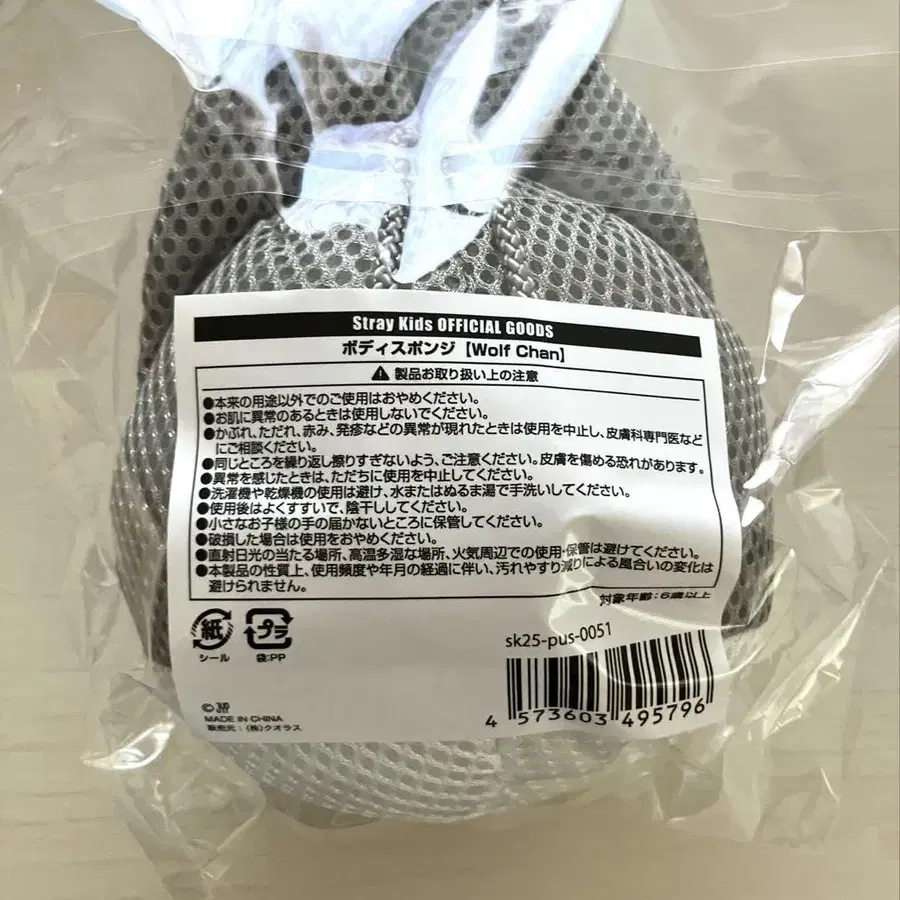 Stray Kids OFFICIAL GOODS
ボディスポンジ【Wolf Chan】
製品お取り扱い上の注意
●本来の用途以外でのご使用はおやめください。
●お肌に異常のあるときは使用しないでください。
●かぶれ、ただれ、赤み、発疹などの異常が現れたときは使用を中止し、皮膚科専門医など
にご相談ください。
●同じところを繰り返し擦りすぎないよう、ご注意ください。皮膚を傷める恐れがあります。
●異常を感じたときは、ただちに使用を中止してください。
●洗濯機や乾燥機の使用は避け、水またはぬるま湯で手洗いしてください。
●使用後はよくすすいで、陰干ししてください。
●小さなお子様の手の届かないところに保管してください。
●破損した場合は使用をおやめください。
●直射日光の当たる場所、高温多湿な場所、火気周辺での使用・保管は避けてください。
●本製品の性質上、使用頻度や年月の経過に伴い、汚れやすり減りによる風合いの変化は
避けられません。
対象年齢:6歳以上
紙 プラ
シール 袋:PP
sk25-pus-0051
4 573603 495796
© JYP
MADE IN CHINA
販売元:(株)クオラス